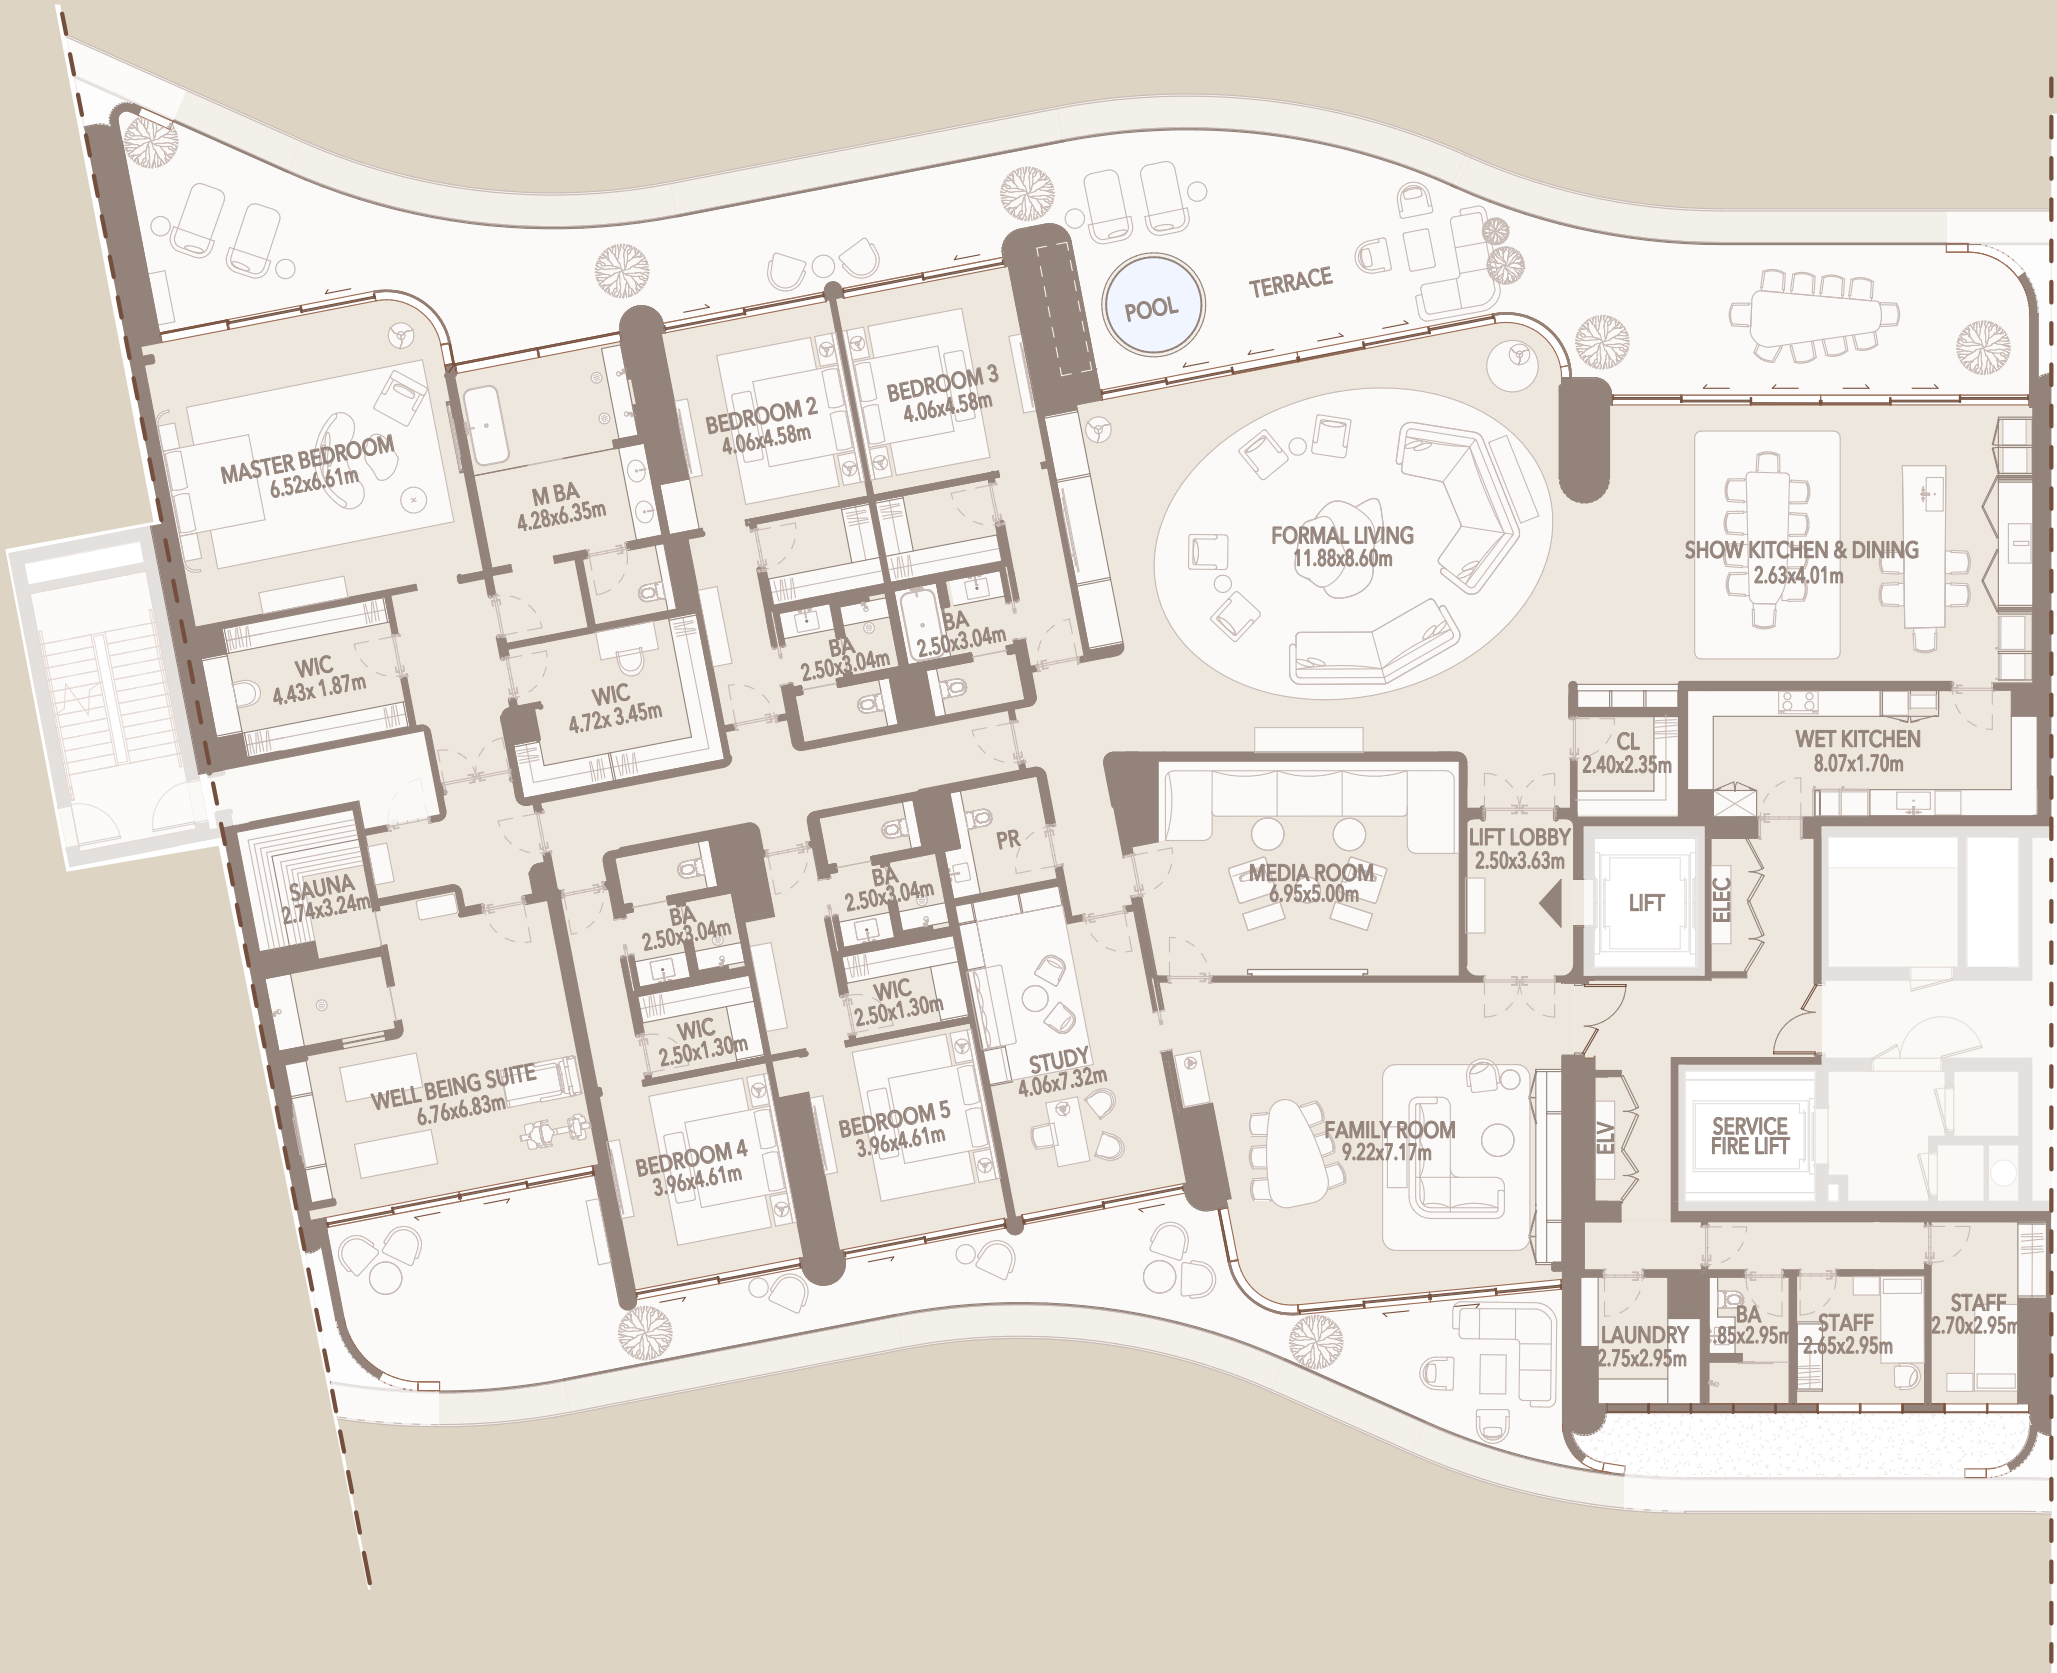 TERRACE
POOL
BEDROOM 3
4.06x4.58m
BEDROOM 2
4.06x4.58m
MASTER BEDROOM
6.52x6.61m
M BA
4.28x6.35m
FORMAL LIVING
11.88x8.60m
SHOW KITCHEN & DINING
2.63x4.01m
BA
2.50x3.04m
BA
2.50x3.04m
WIC
4.43x 1.87m
WIC
4.72x 3.45m
CL
2.40x2.35m
WET KITCHEN
8.07x1.70m
PR
LIFT LOBBY
2.50x3.63m
MEDIA ROOM
6.95x5.00m
LIFT
ELEC
SAUNA
2.74x3.24m
BA
2.50x3.04m
BA
2.50x3.04m
WIC
2.50x1.30m
WIC
2.50x1.30m
STUDY
4.06x7.32m
WELL BEING SUITE
6.76x6.83m
BEDROOM 5
3.96x4.61m
BEDROOM 4
3.96x4.61m
FAMILY ROOM
9.22x7.17m
ELV
SERVICE
FIRE LIFT
LAUNDRY
2.75x2.95m
BA
.85x2.95m
STAFF
2.65x2.95m
STAFF
2.70x2.95m